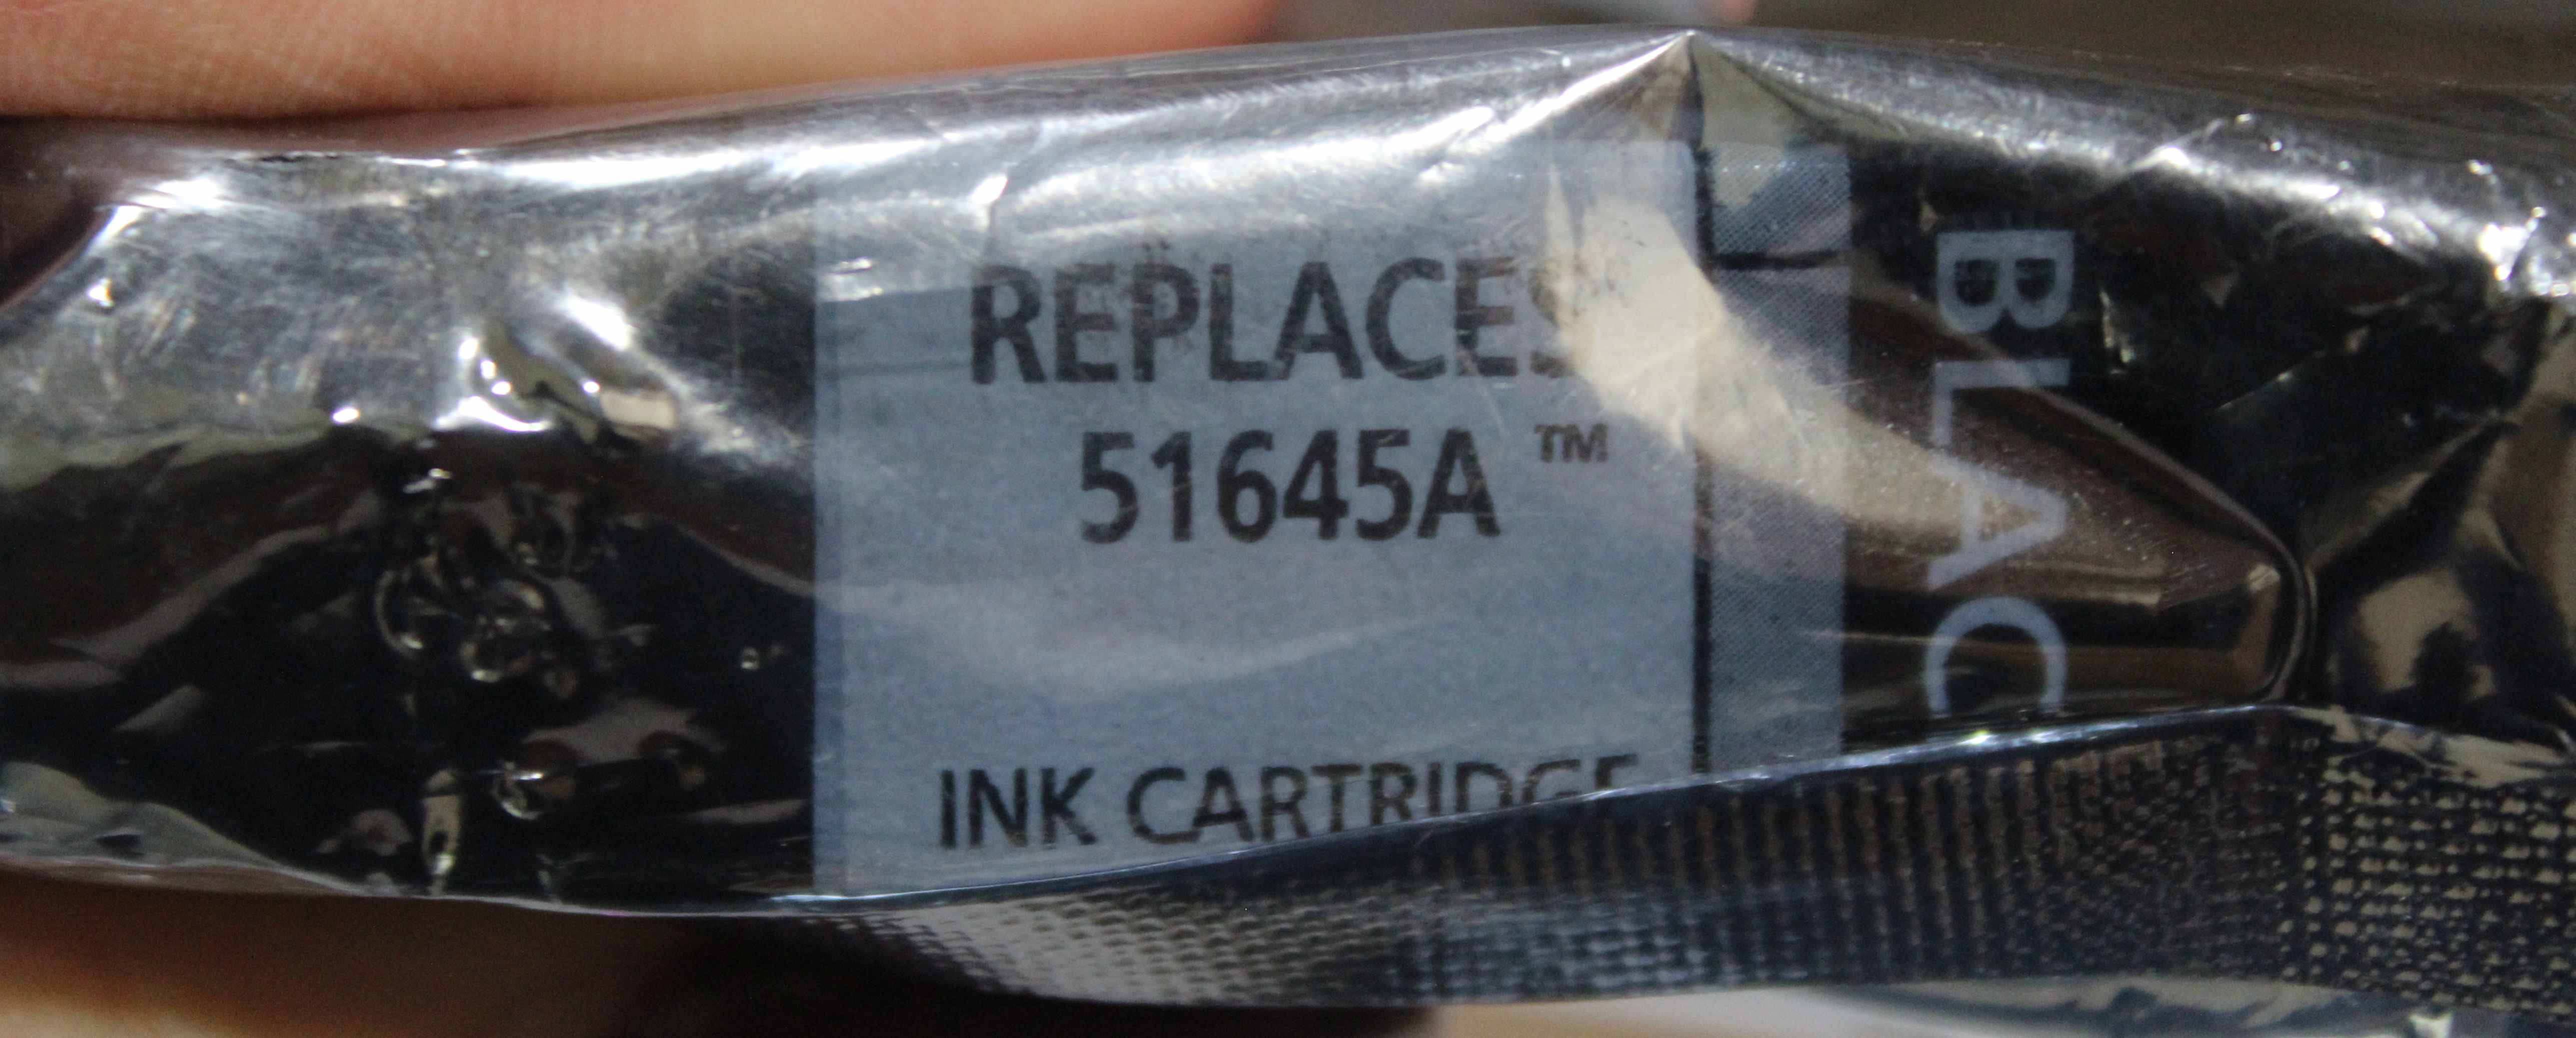 REPLACES
51645A ™
INK CARTRIDGE
BLAC